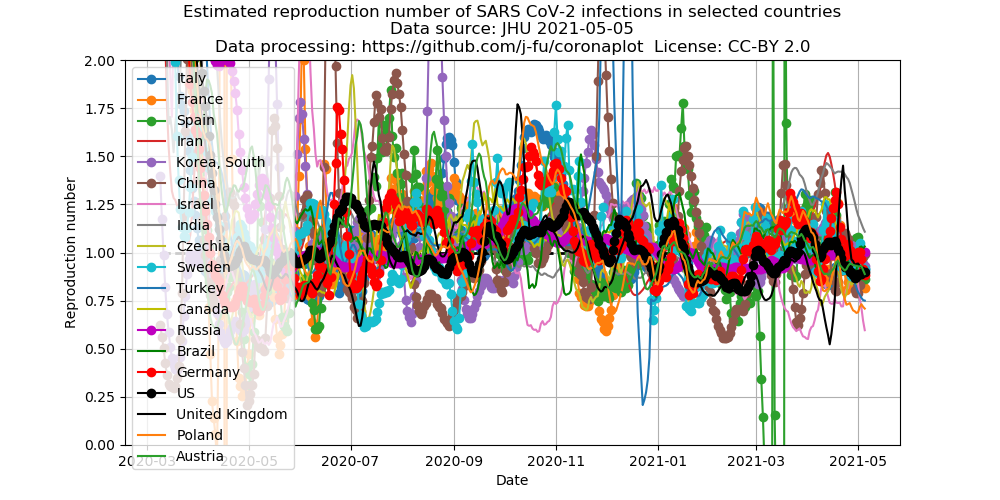 Estimated reproduction number of SARS CoV-2 infections in selected countries
Data source: JHU 2021-05-05
Data processing: https://github.com/j-fu/coronaplot  License: CC-BY 2.0
Reproduction number
2.00
1.75
1.50
1.25
1.00
0.75
0.50
0.25
0.00
Italy
France
Spain
Iran
Korea, South
China
Israel
India
Czechia
Sweden
Turkey
Canada
Russia
Brazil
Germany
US
United Kingdom
Poland
Austria
2020-03 2020-05 2020-07 2020-09 2020-11 2021-01 2021-03 2021-05
Date